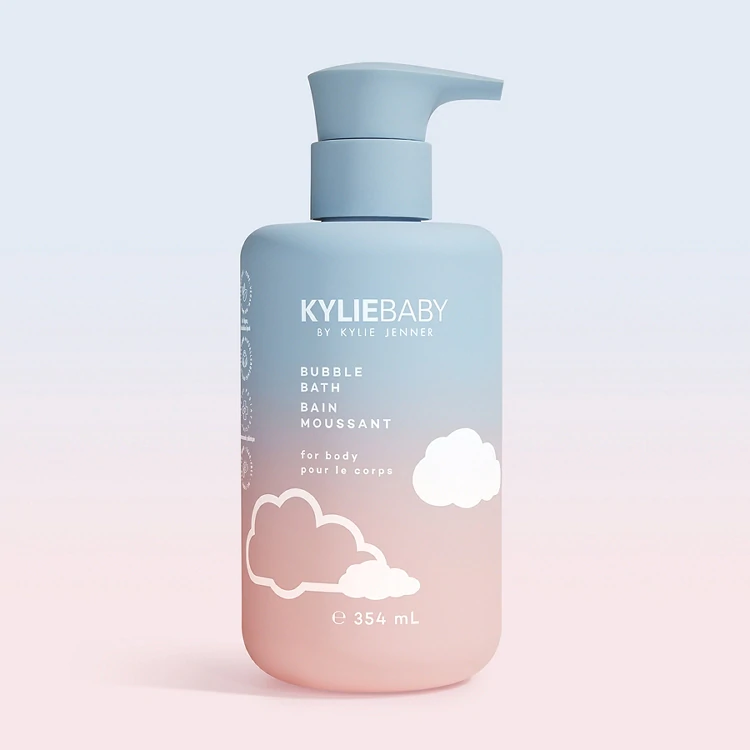 KYLIEBABY
BY KYLIE JENNER
BUBBLE
BATH
BAIN
MOUSSANT
for body
pour le corps
℮ 354 mL